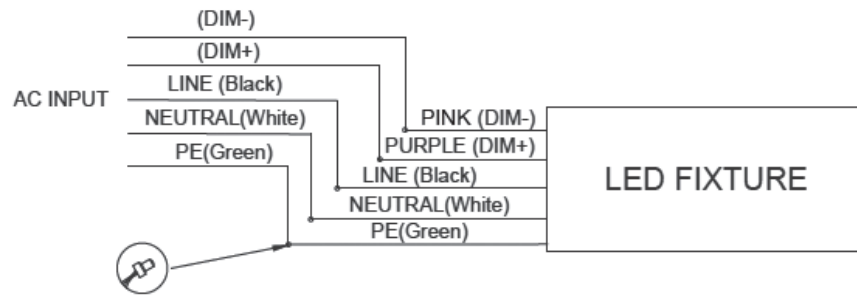 (DIM-)
(DIM+)
LINE (Black)
AC INPUT
NEUTRAL(White)
PE(Green)
PINK (DIM-)
PURPLE (DIM+)
LINE (Black)
NEUTRAL(White)
PE(Green)
LED FIXTURE